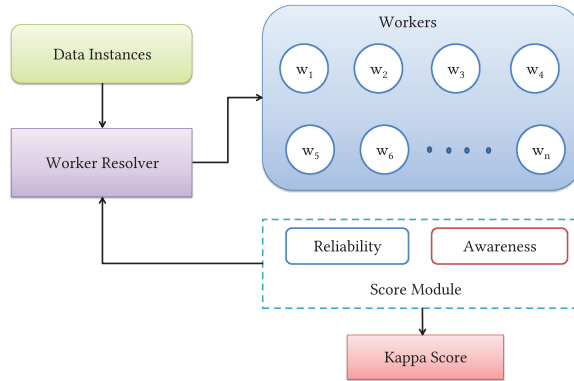 Data Instances
Workers
w1 w2 w3 w4
Worker Resolver
w5 w6 wn
Reliability Awareness
Score Module
Kappa Score